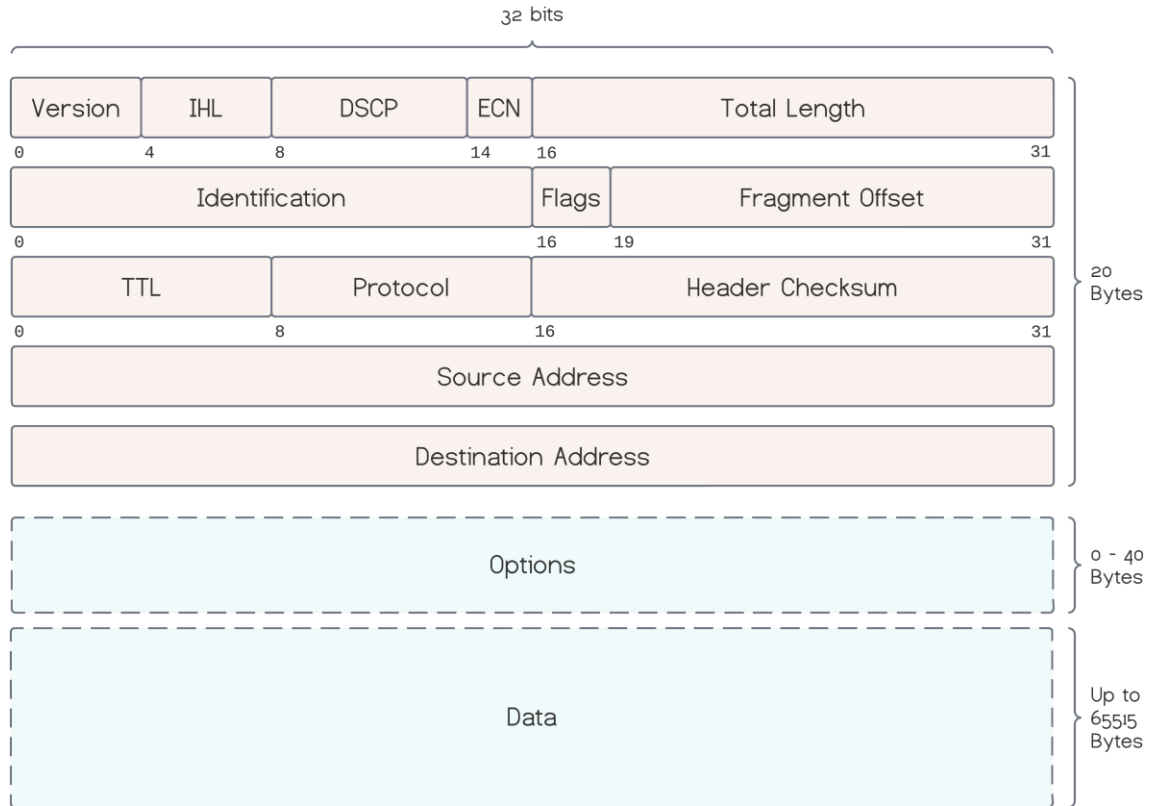 32 bits
Version IHL DSCP ECN Total Length
0 4 8 14 16 31
Identification Flags Fragment Offset
0 16 19 31
TTL Protocol Header Checksum
0 8 16 31
Source Address
Destination Address
20
Bytes
Options
0 - 40
Bytes
Data
Up to
65515
Bytes